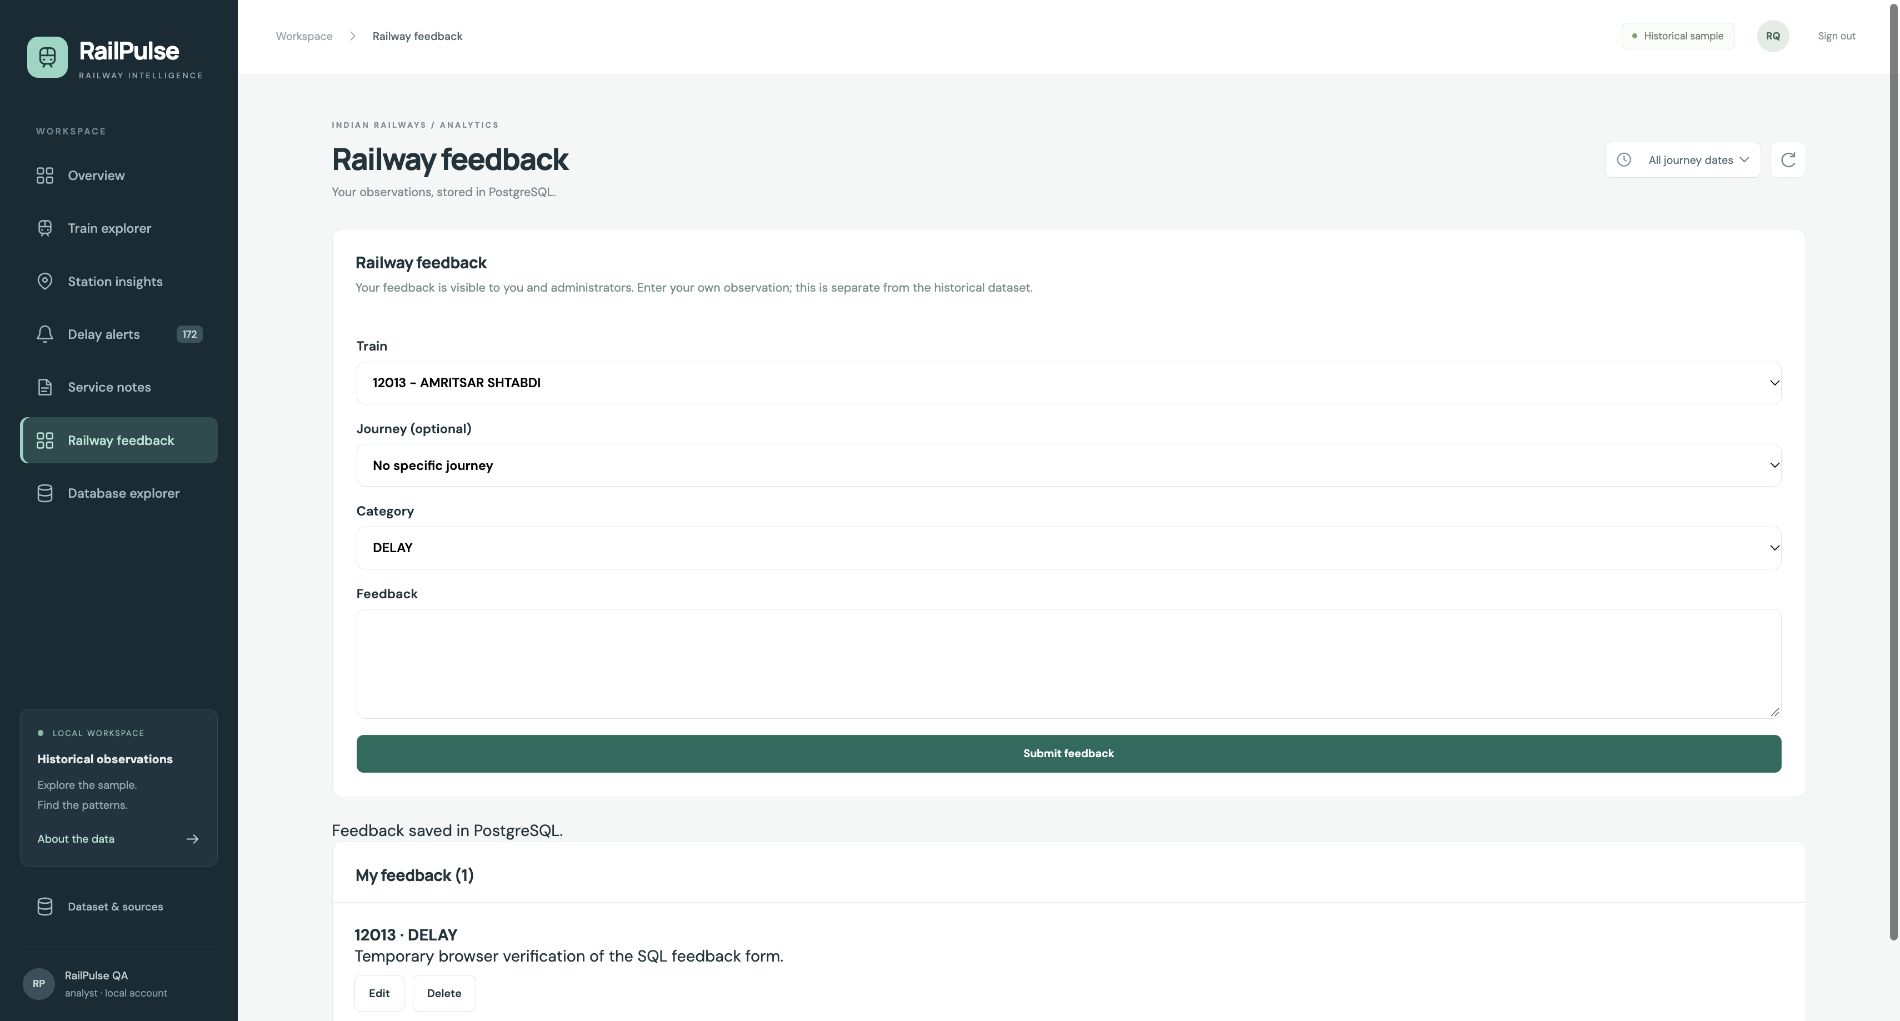 RailPulse
RAILWAY INTELLIGENCE
WORKSPACE
Overview
Train explorer
Station insights
Delay alerts 172
Service notes
Railway feedback
Database explorer
LOCAL WORKSPACE
Historical observations
Explore the sample.
Find the patterns.
About the data
Dataset & sources
RP
RailPulse QA
analyst · local account
Workspace > Railway feedback
Historical sample
RQ
Sign out
INDIAN RAILWAYS / ANALYTICS
Railway feedback
Your observations, stored in PostgreSQL.
All journey dates
Railway feedback
Your feedback is visible to you and administrators. Enter your own observation; this is separate from the historical dataset.
Train
12013 - AMRITSAR SHTABDI
Journey (optional)
No specific journey
Category
DELAY
Feedback
Submit feedback
Feedback saved in PostgreSQL.
My feedback (1)
12013 · DELAY
Temporary browser verification of the SQL feedback form.
Edit Delete